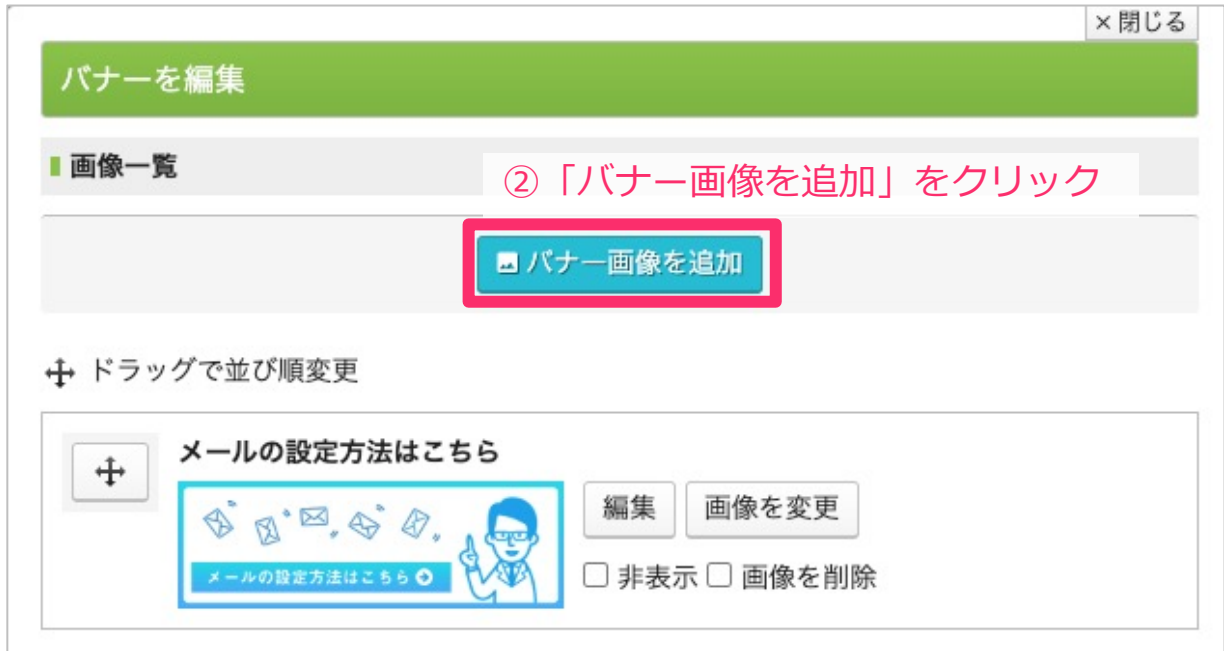 ×閉じる
バナーを編集
画像一覧
②「バナー画像を追加」をクリック
バナー画像を追加
ドラッグで並び順変更
メールの設定方法はこちら
編集 画像を変更
メールの設定方法はこちら
非表示 画像を削除